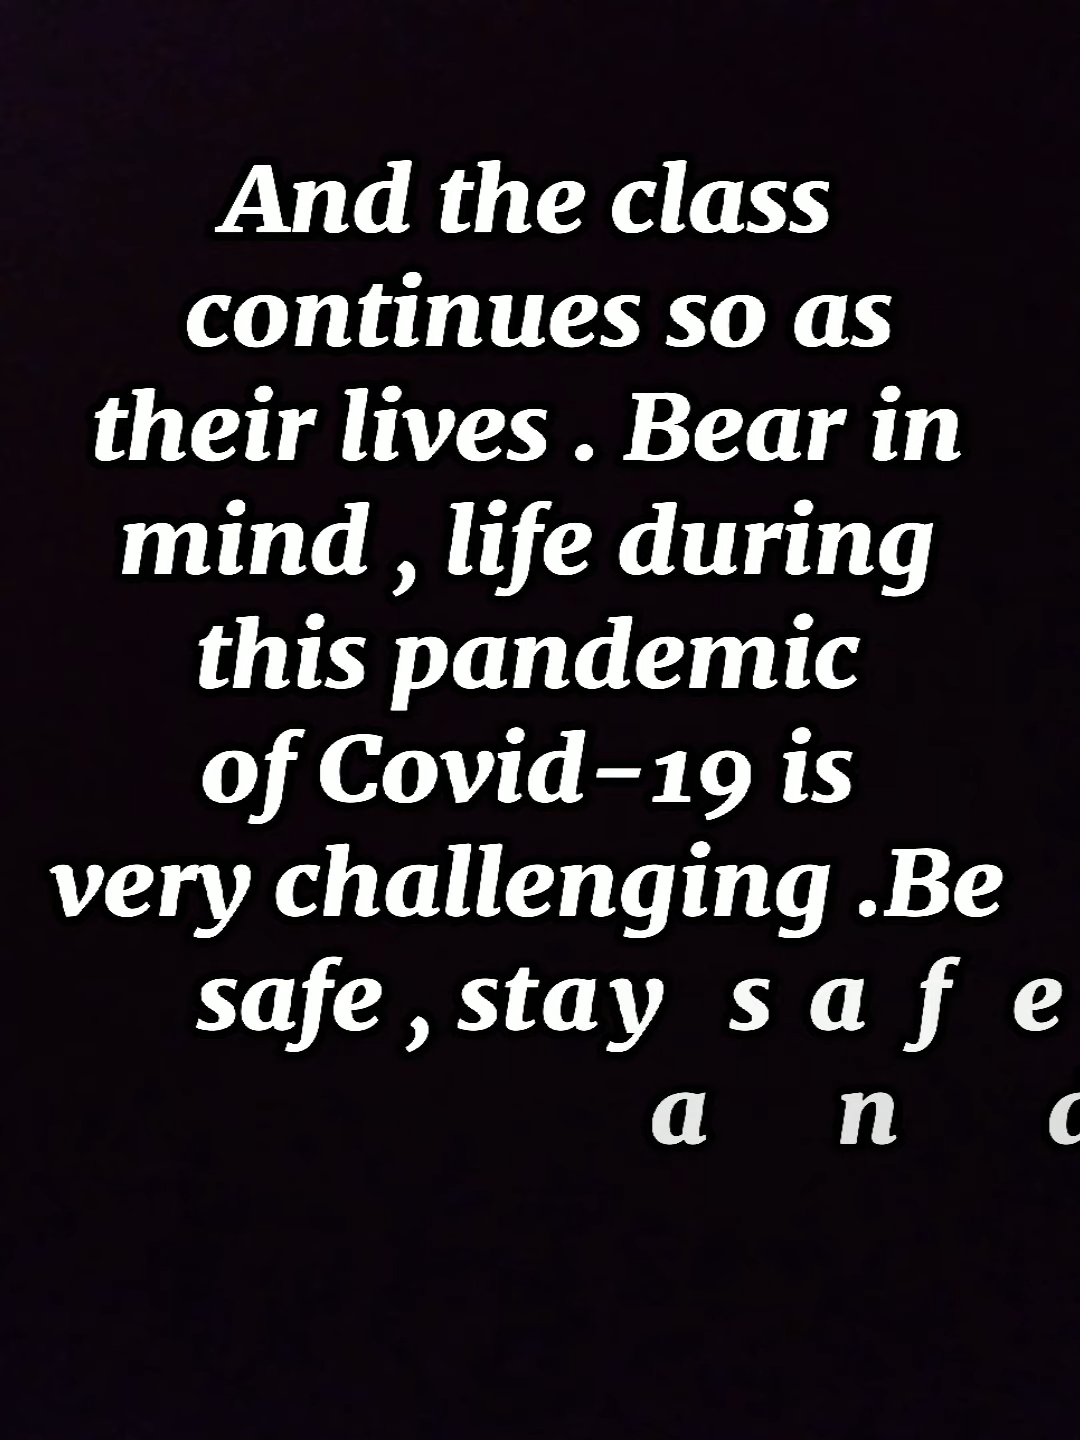 And the class
continues so as
their lives . Bear in
mind , life during
this pandemic
of Covid-19 is
very challenging .Be
safe , stay s a f e
a n